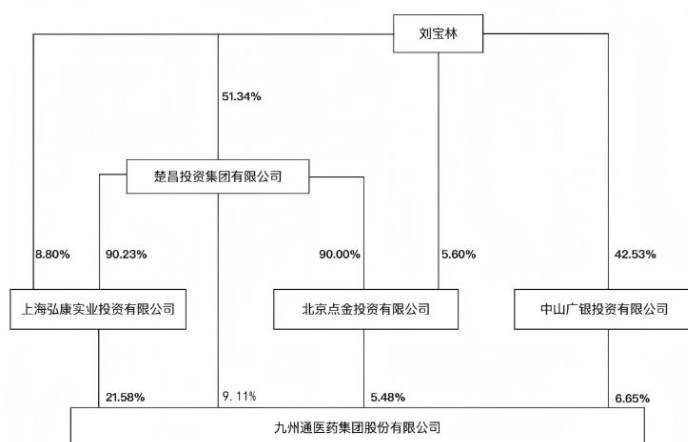 刘宝林
51.34%
楚昌投资集团有限公司
8.80%
90.23%
90.00%
5.60%
42.53%
上海弘康实业投资有限公司
北京点金投资有限公司
中山广银投资有限公司
21.58%
9.11%
5.48%
6.65%
九州通医药集团股份有限公司